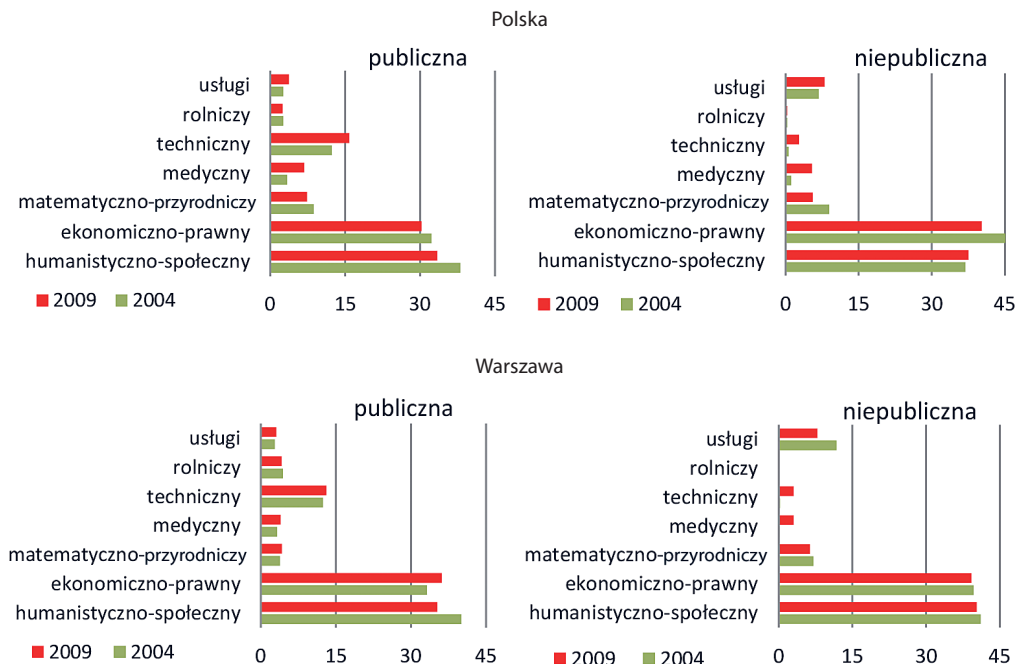 Polska
publiczna
usługi
rolniczy
techniczny
medyczny
matematyczno-przyrodniczy
ekonomiczno-prawny
humanistyczno-społeczny
2009 2004
0 15 30 45
niepubliczna
usługi
rolniczy
techniczny
medyczny
matematyczno-przyrodniczy
ekonomiczno-prawny
humanistyczno-społeczny
2009 2004
0 15 30 45
Warszawa
publiczna
usługi
rolniczy
techniczny
medyczny
matematyczno-przyrodniczy
ekonomiczno-prawny
humanistyczno-społeczny
2009 2004
0 15 30 45
niepubliczna
usługi
rolniczy
techniczny
medyczny
matematyczno-przyrodniczy
ekonomiczno-prawny
humanistyczno-społeczny
2009 2004
0 15 30 45